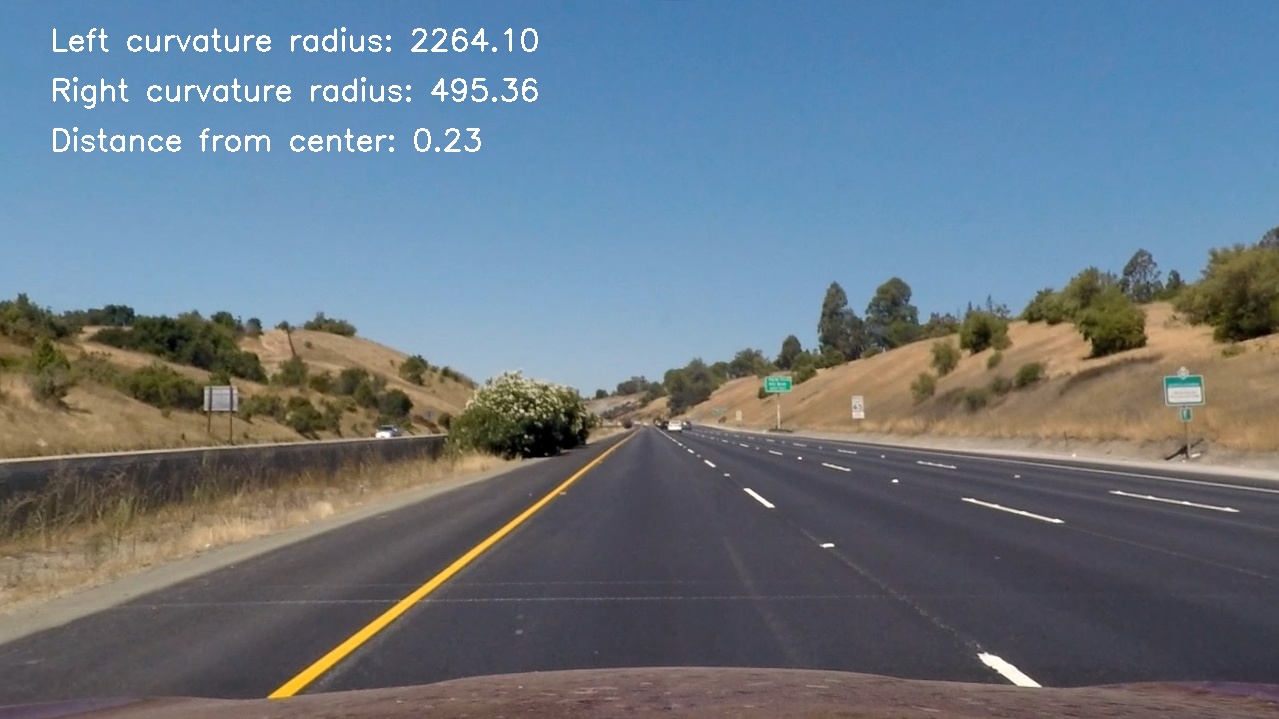 Left curvature radius: 2264.10
Right curvature radius: 495.36
Distance from center: 0.23